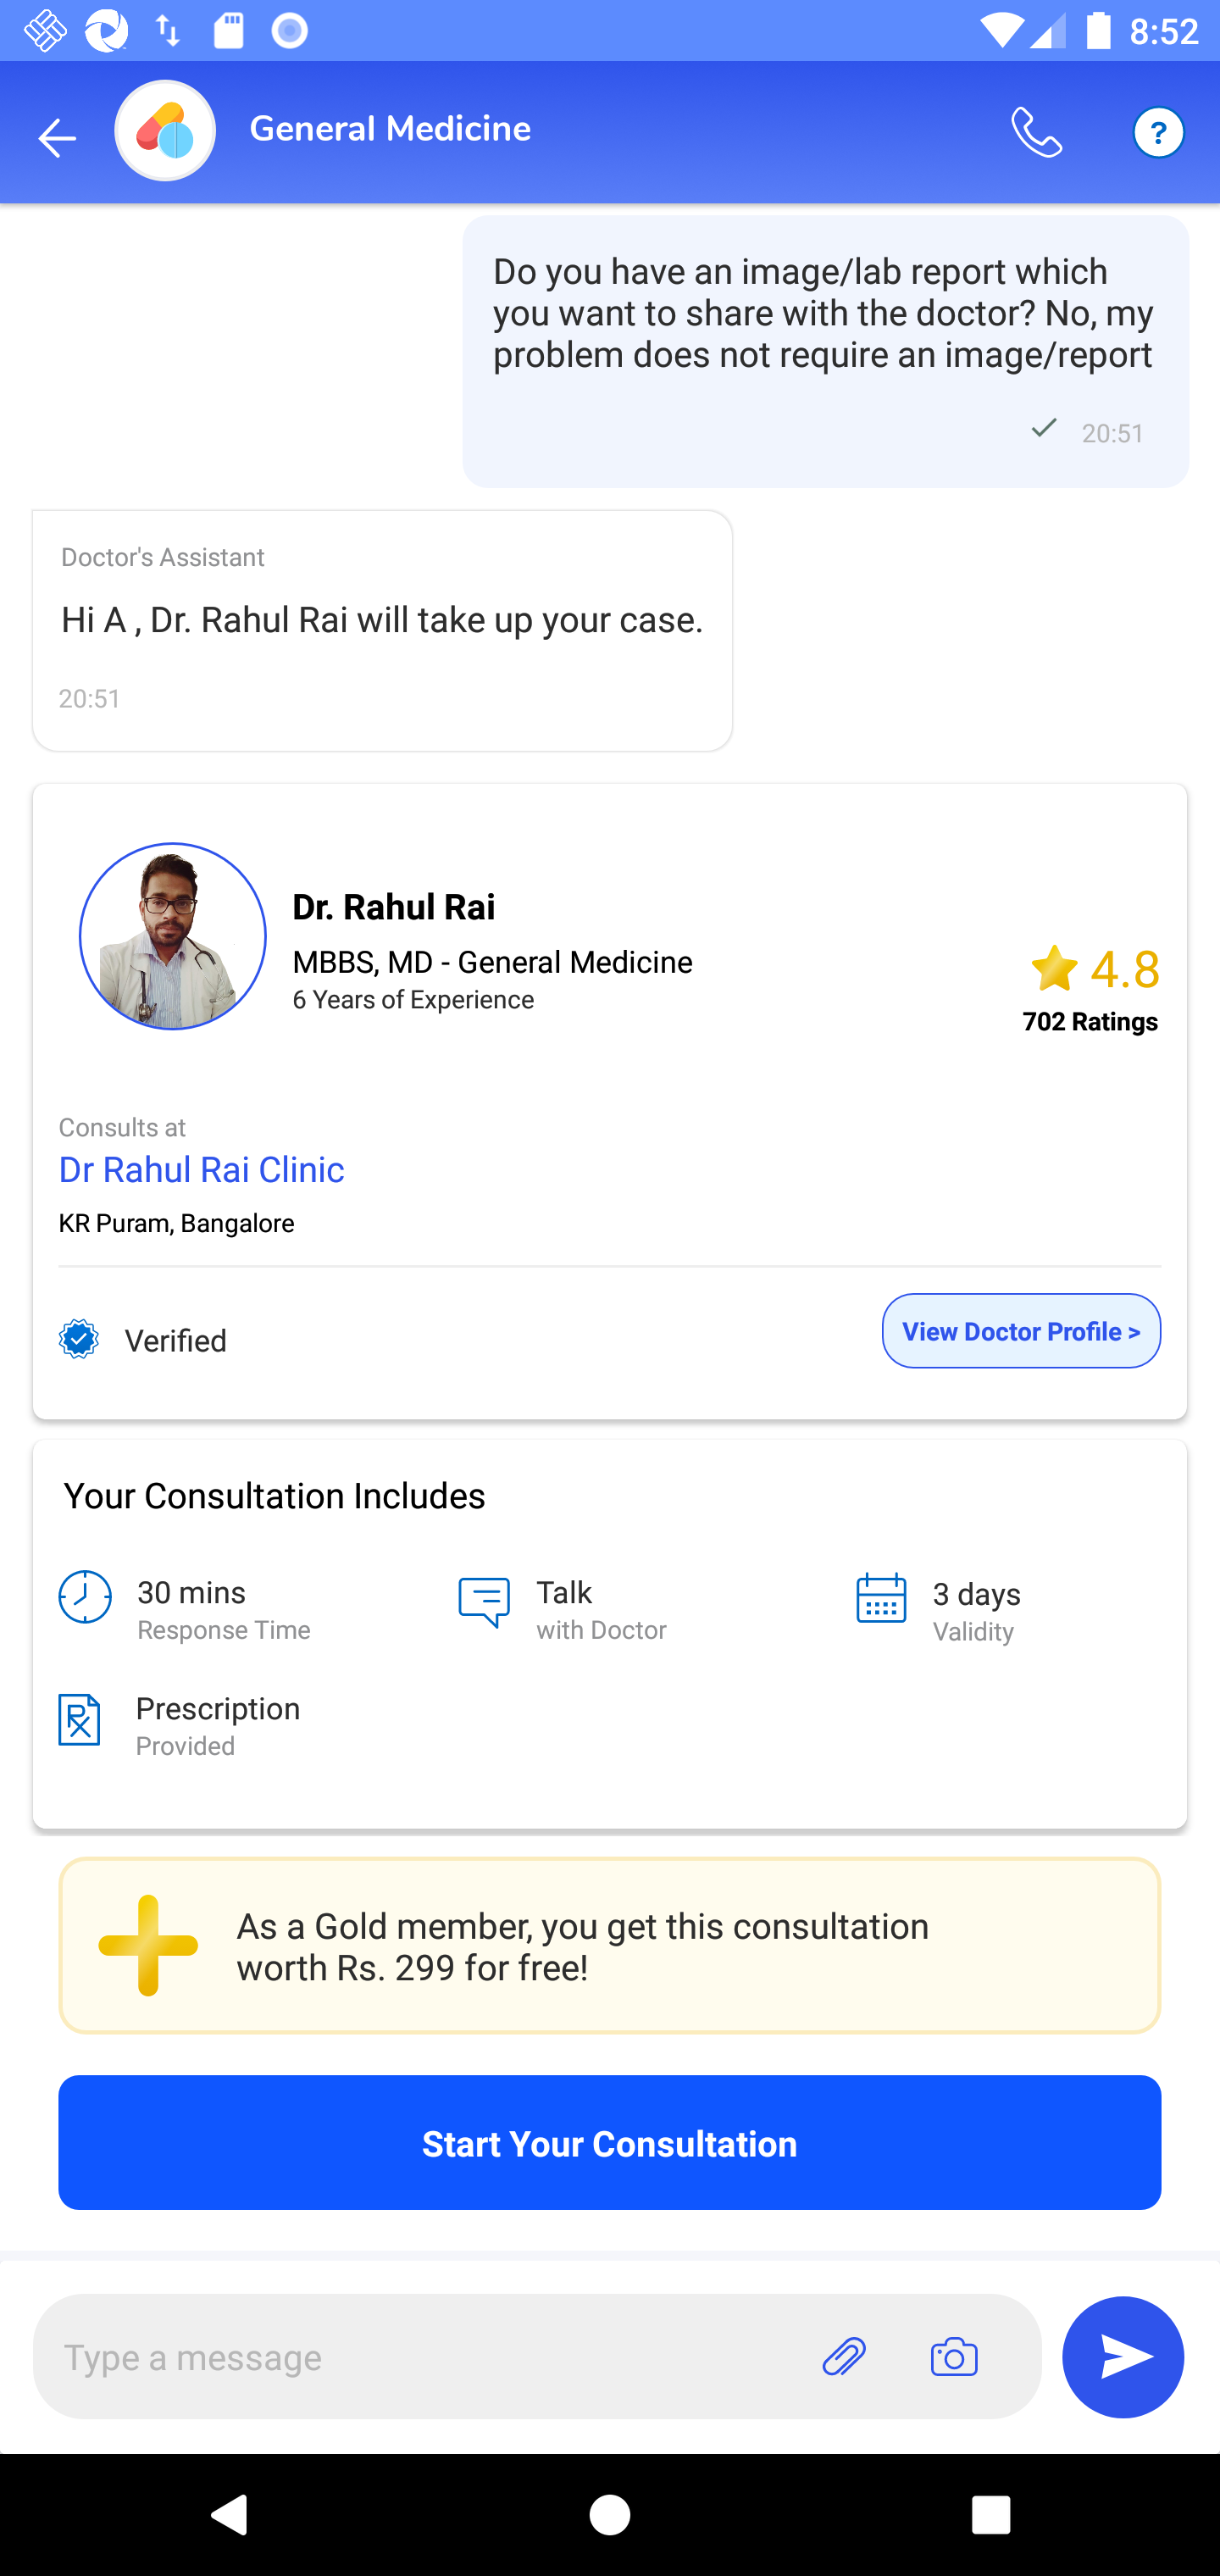 8:52
General Medicine
?
Do you have an image/lab report which
you want to share with the doctor? No, my
problem does not require an image/report
20:51
Doctor's Assistant
Hi A , Dr. Rahul Rai will take up your case.
20:51
Dr. Rahul Rai
MBBS, MD - General Medicine
6 Years of Experience
4.8
702 Ratings
Consults at
Dr Rahul Rai Clinic
KR Puram, Bangalore
Verified
View Doctor Profile >
Your Consultation Includes
30 mins
Response Time
Talk
with Doctor
3 days
Validity
Prescription
Provided
As a Gold member, you get this consultation
worth Rs. 299 for free!
Start Your Consultation
Type a message